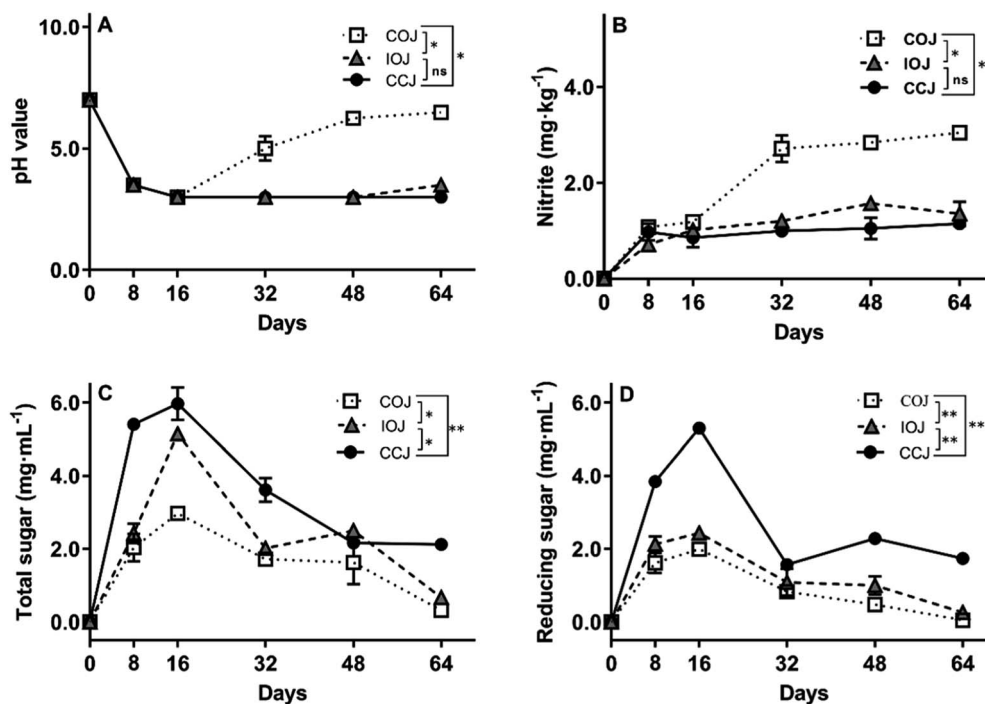 A
10.0
5.0
0.0
pH value
0 8 16 32 48 64
Days
COJ
IOJ
CCJ
*
ns
*
B
4.0
2.0
0.0
Nitrite (mg·kg⁻¹)
0 8 16 32 48 64
Days
COJ
IOJ
CCJ
*
ns
*
C
6.0
4.0
2.0
0.0
Total sugar (mg·mL⁻¹)
0 8 16 32 48 64
Days
COJ
IOJ
CCJ
*
*
**
D
6.0
4.0
2.0
0.0
Reducing sugar (mg·mL⁻¹)
0 8 16 32 48 64
Days
COJ
IOJ
CCJ
**
**
**